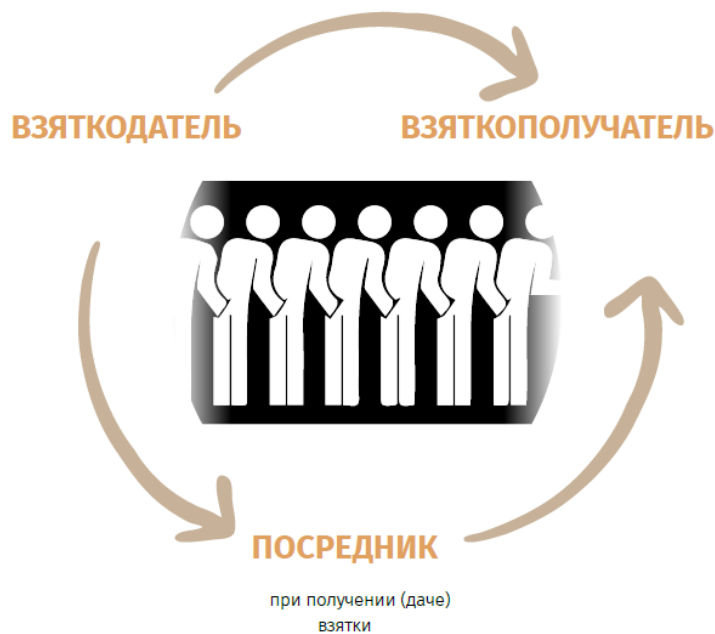 ВЗЯТКОДАТЕЛЬ
ВЗЯТКОПОЛУЧАТЕЛЬ
ПОСРЕДНИК
при получении (даче)
взятки